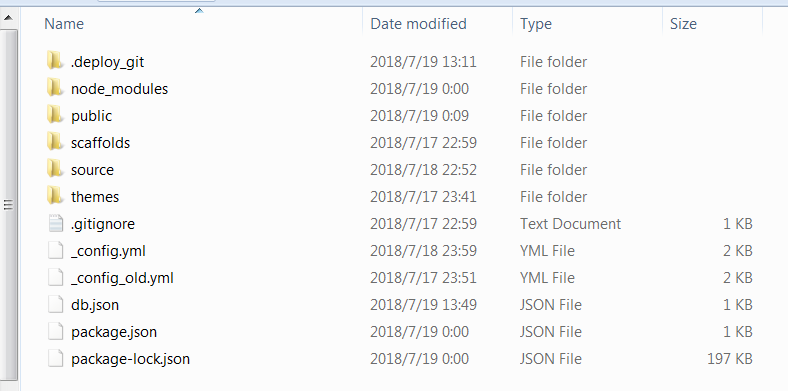 Name Date modified Type Size
.deploy_git 2018/7/19 13:11 File folder
node_modules 2018/7/19 0:00 File folder
public 2018/7/19 0:09 File folder
scaffolds 2018/7/17 22:59 File folder
source 2018/7/18 22:52 File folder
themes 2018/7/17 23:41 File folder
.gitignore 2018/7/17 22:59 Text Document 1 KB
_config.yml 2018/7/18 23:59 YML File 2 KB
_config_old.yml 2018/7/17 23:51 YML File 2 KB
db.json 2018/7/19 13:49 JSON File 1 KB
package.json 2018/7/19 0:00 JSON File 1 KB
package-lock.json 2018/7/19 0:00 JSON File 197 KB